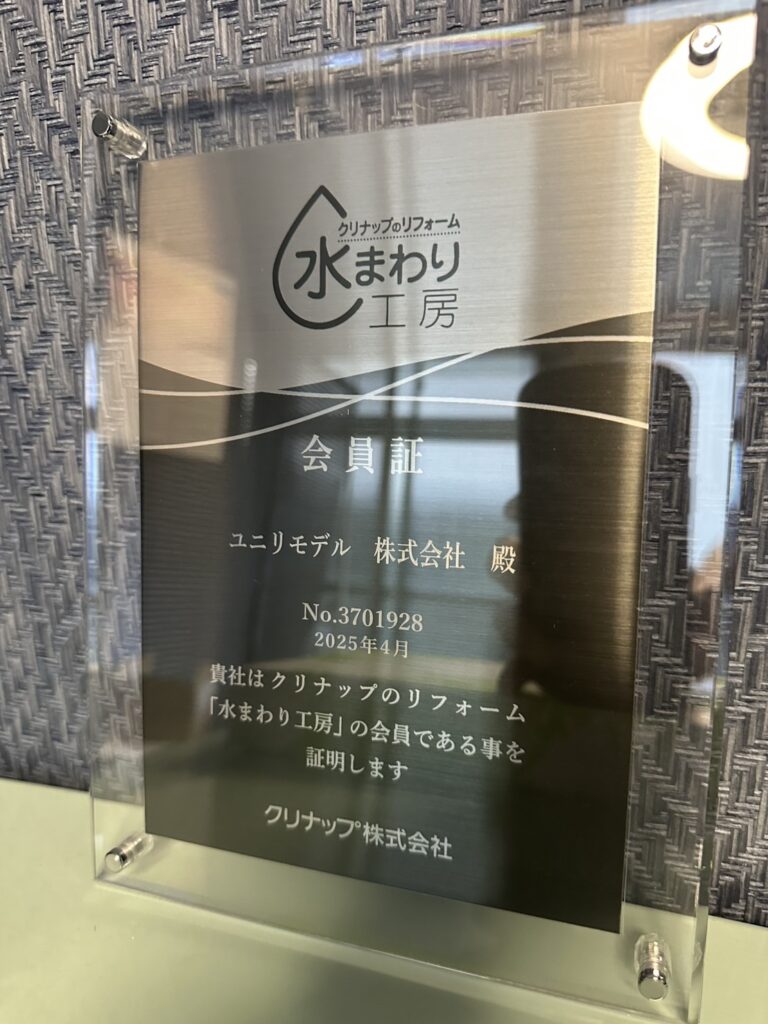 クリナップのリフォーム
水まわり
工房
会員証
ユニリモデル 株式会社 殿
No.3701928
2025年4月
貴社はクリナップのリフォーム
「水まわり工房」の会員である事を
証明します
クリナップ株式会社